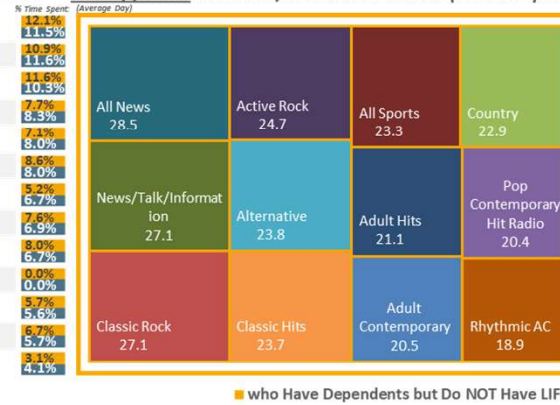 % Time Spent: (Average Day)
12.1%
11.5%
10.9%
11.6%
11.6%
10.3%
7.7%
8.3%
7.1%
8.0%
8.6%
8.0%
5.2%
6.7%
7.6%
6.9%
8.0%
6.7%
0.0%
0.0%
5.7%
5.6%
6.7%
5.7%
3.1%
4.1%
All News
28.5
Active Rock
24.7
All Sports
23.3
Country
22.9
News/Talk/Informat
ion
27.1
Alternative
23.8
Adult Hits
21.1
Pop
Contemporary
Hit Radio
20.4
Classic Rock
27.1
Classic Hits
23.7
Adult
Contemporary
20.5
Rhythmic AC
18.9
who Have Dependents but Do NOT Have LIF